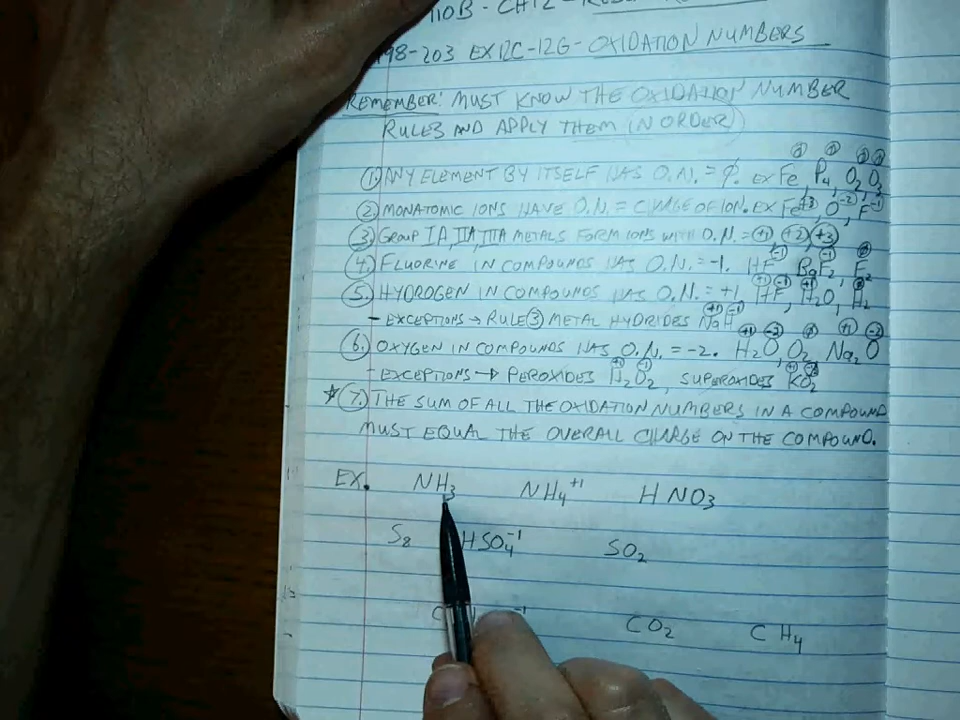 110B - CH12 -
98-203 EX12C-12G - OXIDATION NUMBERS
REMEMBER! MUST KNOW THE OXIDATION NUMBER
RULES AND APPLY THEM (IN ORDER)
1. ANY ELEMENT BY ITSELF HAS O.N. = Ø. EX Fe, P4, O2, O3
2. MONATOMIC IONS HAVE O.N. = CHARGE OF ION. EX Fe+3, O-2, F-1
3. GROUP IA, IIA, IIIA METALS FORM IONS WITH O.N. = +1, +2, +3
4. FLUORINE IN COMPOUNDS HAS O.N. = -1. HF, BaF2, F2
5. HYDROGEN IN COMPOUNDS HAS O.N. = +1 HF, H2O, H2
- EXCEPTIONS → RULE 3 METAL HYDRIDES NaH
6. OXYGEN IN COMPOUNDS HAS O.N. = -2. H2O, O2, Na2O
- EXCEPTIONS → PEROXIDES H2O2, SUPEROXIDES KO2
7. THE SUM OF ALL THE OXIDATION NUMBERS IN A COMPOUND
MUST EQUAL THE OVERALL CHARGE ON THE COMPOUND.
EX. NH3 NH4+1 HNO3
S8 HSO4-1 SO2
CO2 CH4